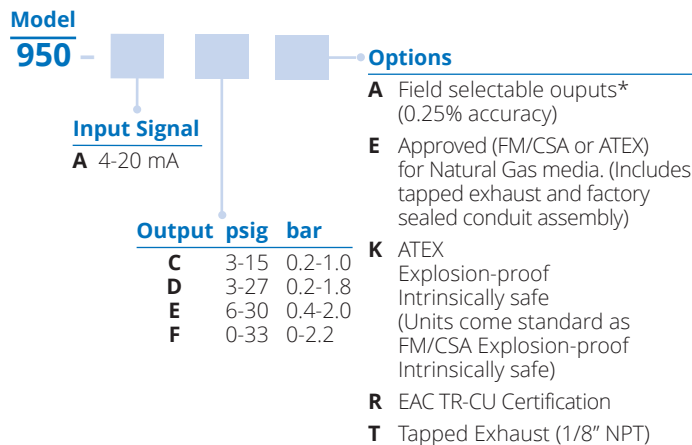 Model
950 –
Input Signal
A 4-20 mA
Output psig bar
C 3-15 0.2-1.0
D 3-27 0.2-1.8
E 6-30 0.4-2.0
F 0-33 0-2.2
Options
A Field selectable ouputs*
(0.25% accuracy)
E Approved (FM/CSA or ATEX)
for Natural Gas media. (Includes
tapped exhaust and factory
sealed conduit assembly)
K ATEX
Explosion-proof
Intrinsically safe
(Units come standard as
FM/CSA Explosion-proof
Intrinsically safe)
R EAC TR-CU Certification
T Tapped Exhaust (1/8” NPT)